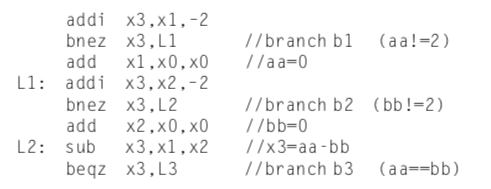 addi x3,x1,-2
bnez x3,L1 //branch b1 (aa!=2)
add x1,x0,x0 //aa=0
L1: addi x3,x2,-2
bnez x3,L2 //branch b2 (bb!=2)
add x2,x0,x0 //bb=0
L2: sub x3,x1,x2 //x3=aa-bb
beqz x3,L3 //branch b3 (aa==bb)